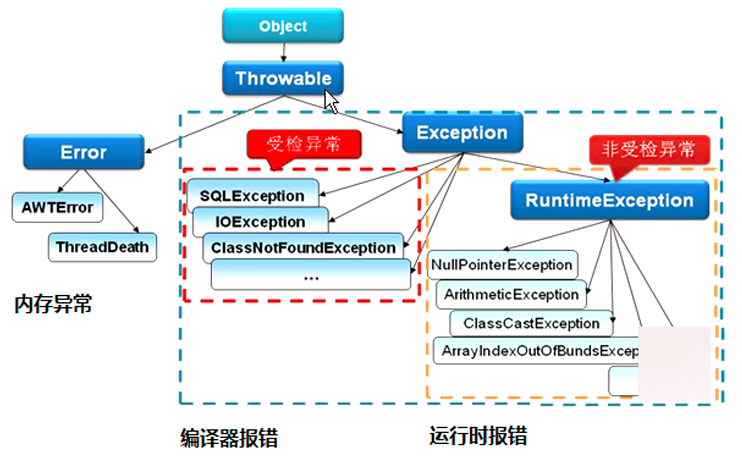 Object
Throwable
Exception
受检异常
非受检异常
Error
SQLException
RuntimeException
AWTError
IOException
ThreadDeath
ClassNotFoundException
...
NullPointerException
内存异常
ArithmeticException
ClassCastException
ArrayIndexOutOfBundsExcep
编译器报错
运行时报错